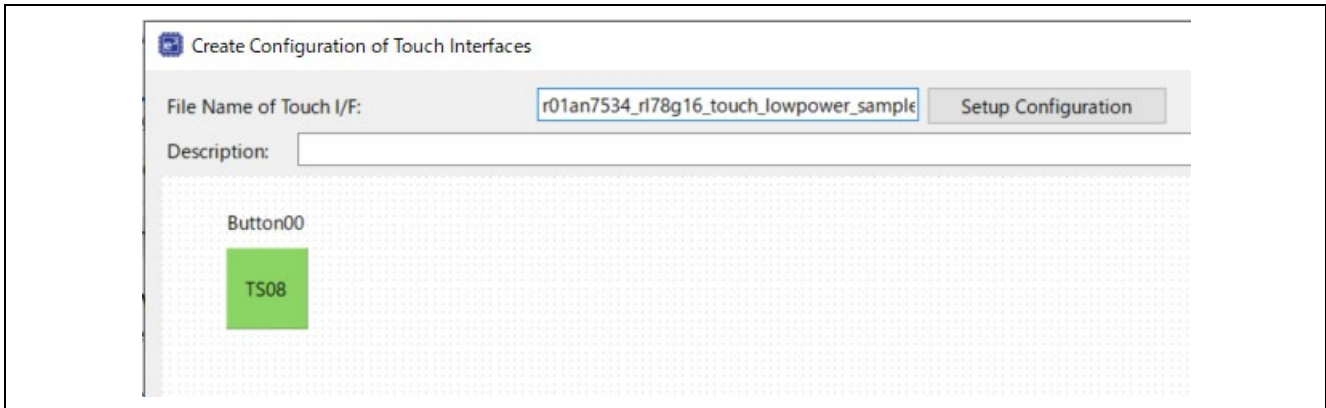 Create Configuration of Touch Interfaces
File Name of Touch I/F: r01an7534_rl78g16_touch_lowpower_sample Setup Configuration
Description:
Button00
TS08